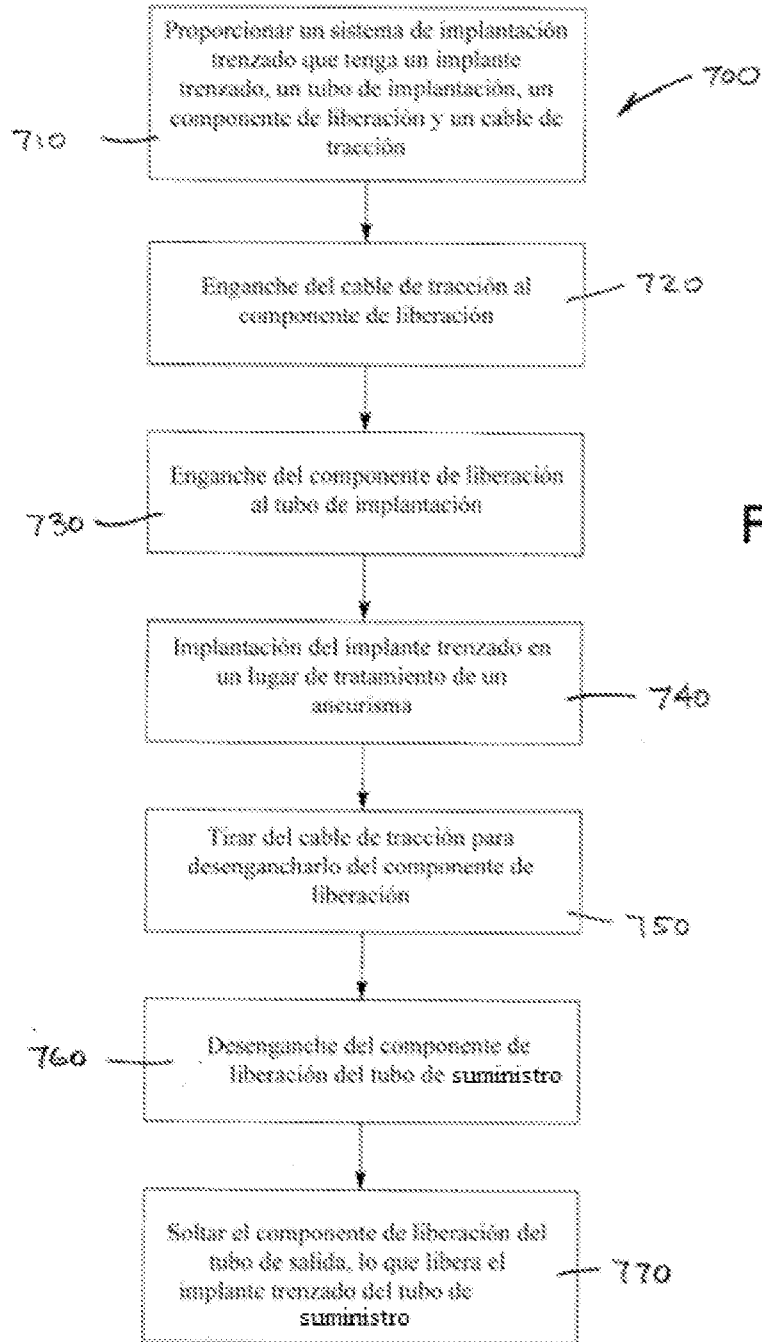 Proporcionar un sistema de implantación
trenzado que tenga un implante
trenzado, un tubo de implantación, un
componente de liberación y un cable de
tracción
700
710
Enganche del cable de tracción al
componente de liberación
720
Enganche del componente de liberación
al tubo de implantación
730
F
Implantación del implante trenzado en
un lugar de tratamiento de un
aneurisma
740
Tirar del cable de tracción para
desengancharlo del componente de
liberación
750
Desenganche del componente de
liberación del tubo de suministro
760
Soltar el componente de liberación del
tubo de salida, lo que libera el
implante trenzado del tubo de
suministro
770